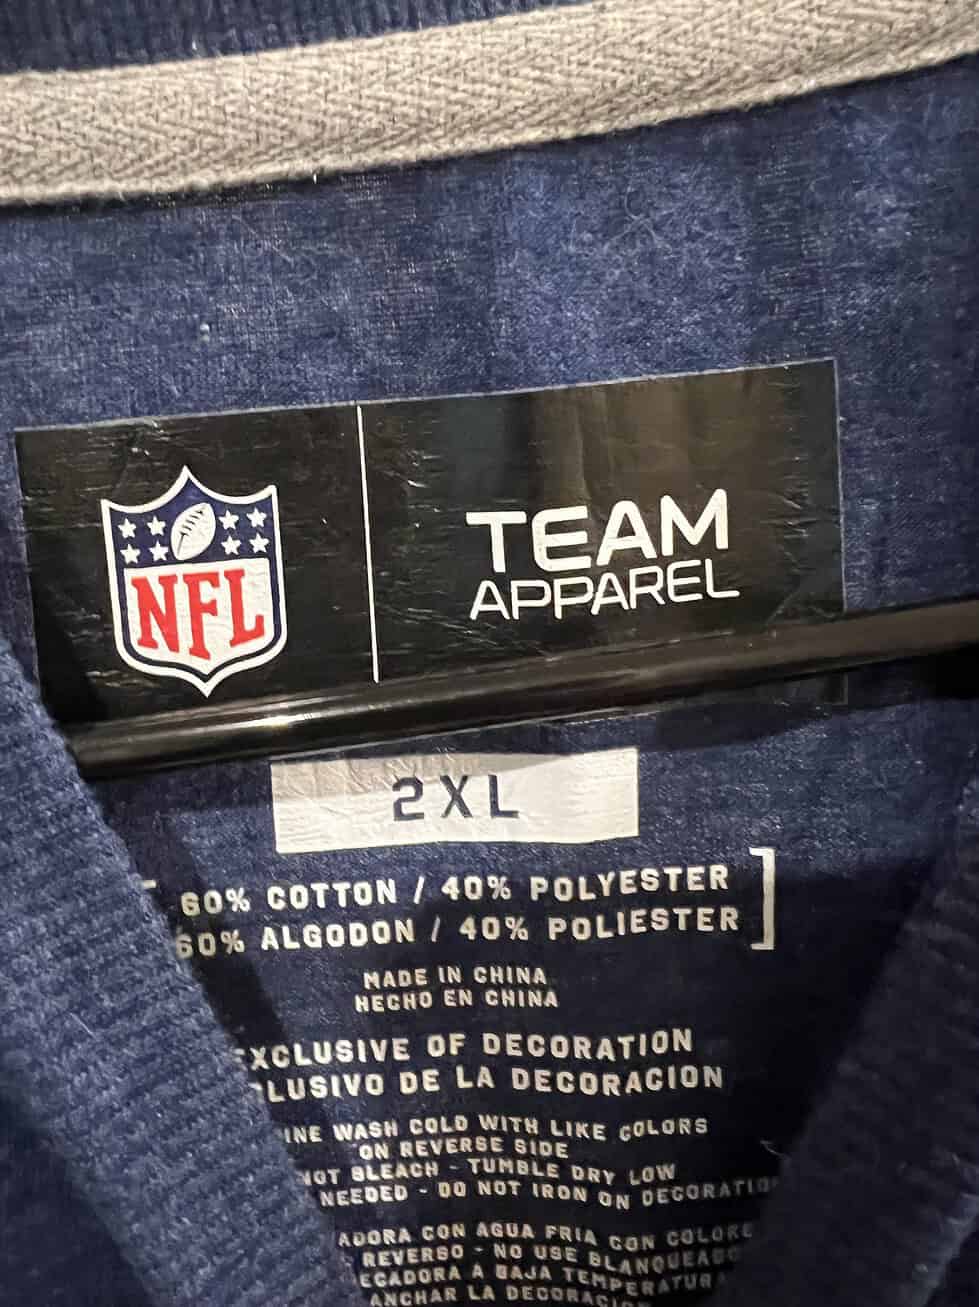 NFL
TEAM
APPAREL
2XL
60% COTTON / 40% POLYESTER
60% ALGODON / 40% POLIESTER
MADE IN CHINA
HECHO EN CHINA
OF DECORATION
DE LA DECORACION
WASH COLD WITH LIKE COLORS
ON REVERSE SIDE
BLEACH - TUMBLE DRY LOW
NEEDED - DO NOT IRON ON
CON AGUA FRIA CON
REVERSO - NO USE
A BAJA
LA